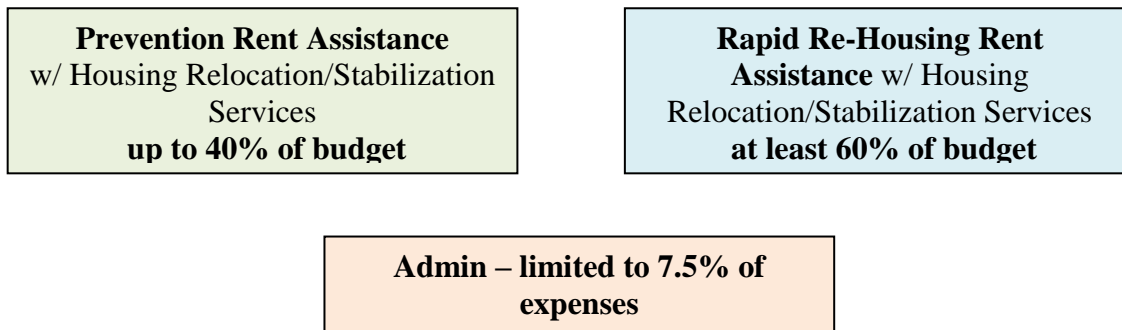 Prevention Rent Assistance
w/ Housing Relocation/Stabilization
Services
up to 40% of budget
Rapid Re-Housing Rent
Assistance w/ Housing
Relocation/Stabilization Services
at least 60% of budget
Admin – limited to 7.5% of
expenses